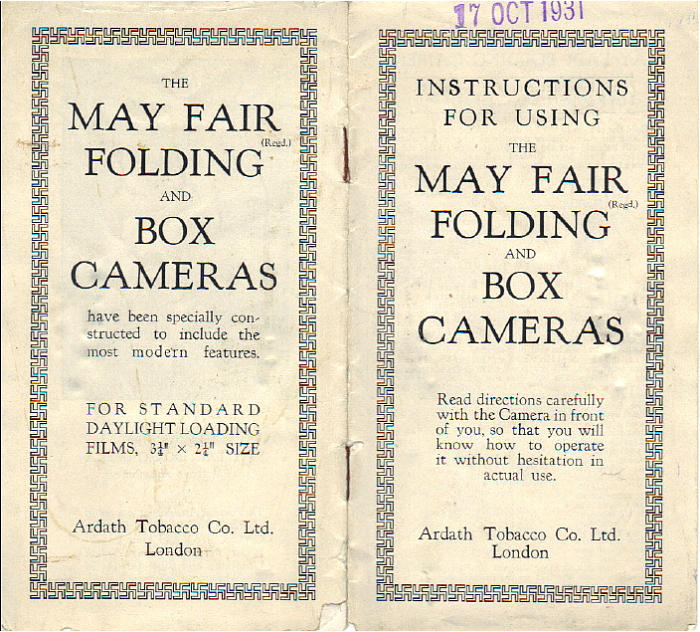 THE
MAY FAIR
(Regd.)
FOLDING
AND
BOX
CAMERAS
have been specially con-
structed to include the
most modern features.
FOR STANDARD
DAYLIGHT LOADING
FILMS, 3¼" × 2¼" SIZE
Ardath Tobacco Co. Ltd.
London
17 OCT 1931
INSTRUCTIONS
FOR USING
THE
MAY FAIR
(Regd.)
FOLDING
AND
BOX
CAMERAS
Read directions carefully
with the Camera in front
of you, so that you will
know how to operate
it without hesitation in
actual use.
Ardath Tobacco Co. Ltd.
London